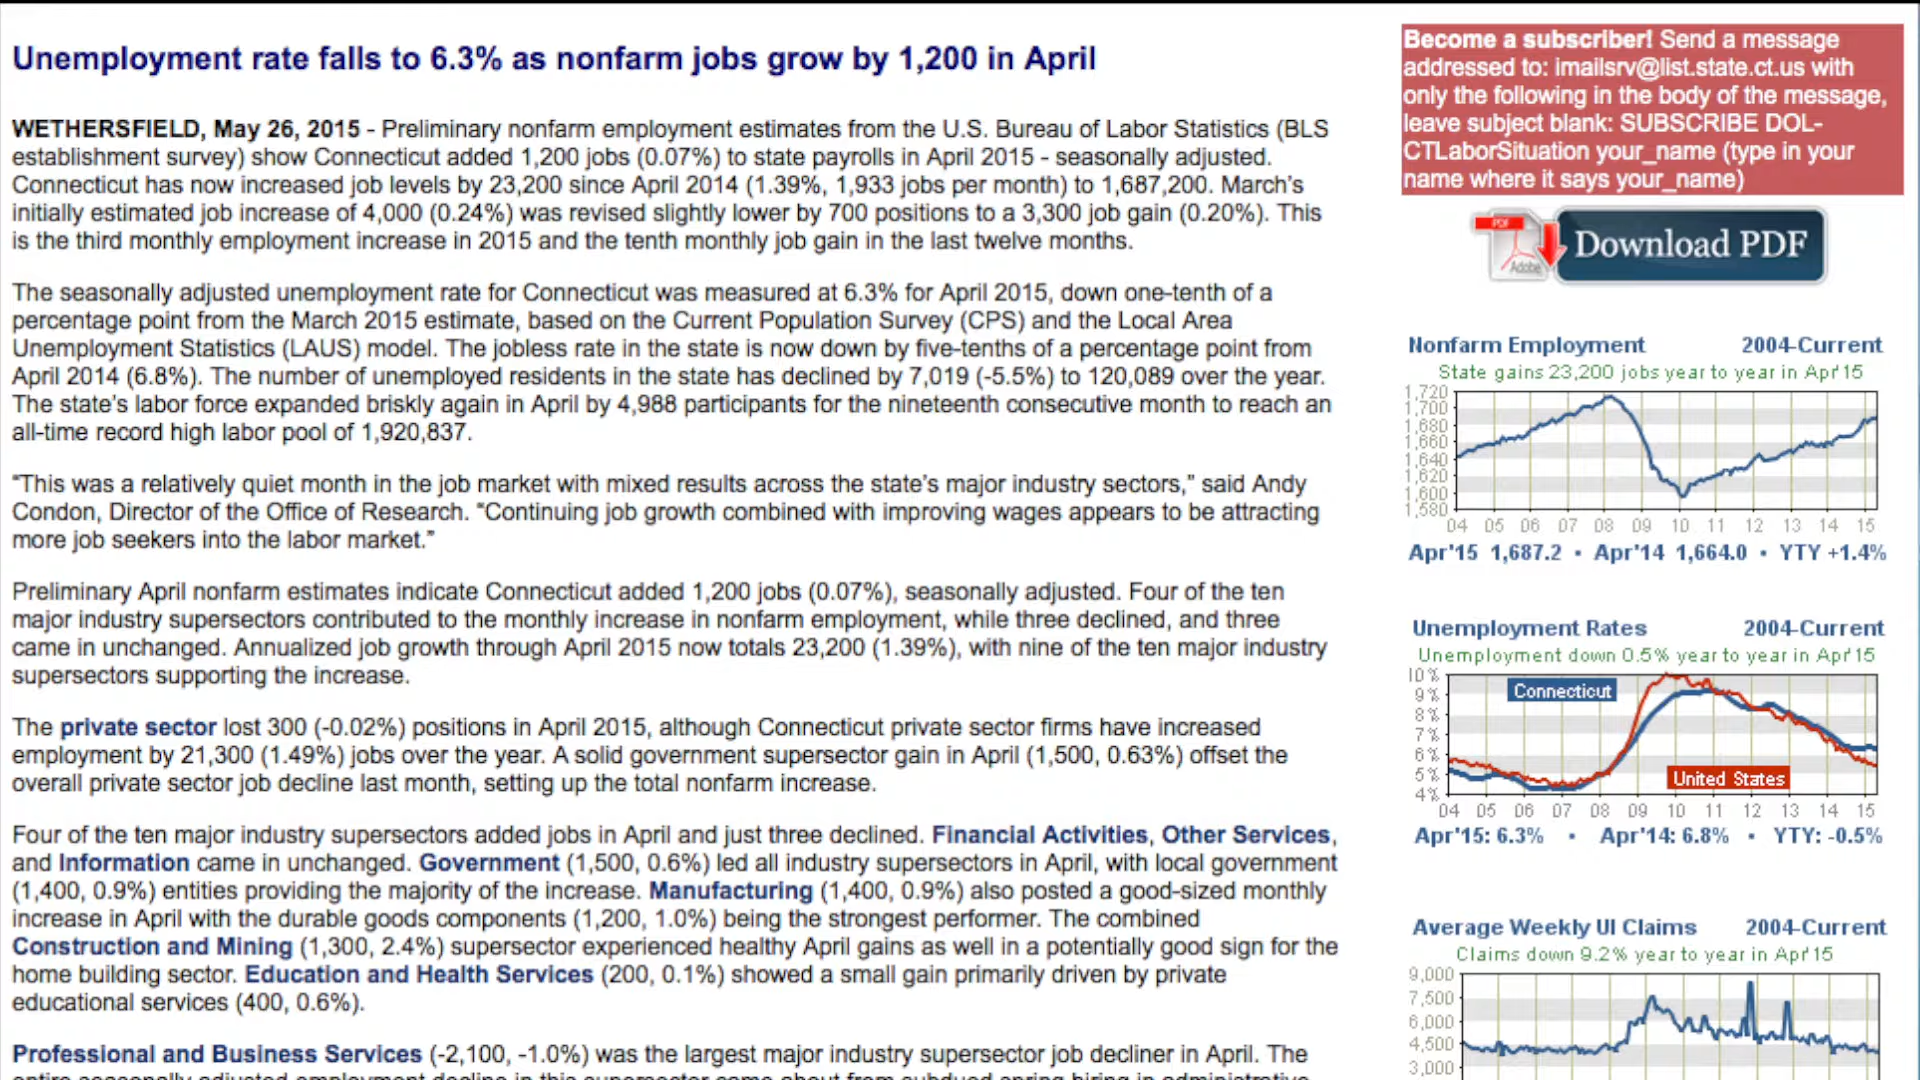 Unemployment rate falls to 6.3% as nonfarm jobs grow by 1,200 in April
WETHERSFIELD, May 26, 2015 - Preliminary nonfarm employment estimates from the U.S. Bureau of Labor Statistics (BLS
establishment survey) show Connecticut added 1,200 jobs (0.07%) to state payrolls in April 2015 - seasonally adjusted.
Connecticut has now increased job levels by 23,200 since April 2014 (1.39%, 1,933 jobs per month) to 1,687,200. March’s
initially estimated job increase of 4,000 (0.24%) was revised slightly lower by 700 positions to a 3,300 job gain (0.20%). This
is the third monthly employment increase in 2015 and the tenth monthly job gain in the last twelve months.
The seasonally adjusted unemployment rate for Connecticut was measured at 6.3% for April 2015, down one-tenth of a
percentage point from the March 2015 estimate, based on the Current Population Survey (CPS) and the Local Area
Unemployment Statistics (LAUS) model. The jobless rate in the state is now down by five-tenths of a percentage point from
April 2014 (6.8%). The number of unemployed residents in the state has declined by 7,019 (-5.5%) to 120,089 over the year.
The state’s labor force expanded briskly again in April by 4,988 participants for the nineteenth consecutive month to reach an
all-time record high labor pool of 1,920,837.
“This was a relatively quiet month in the job market with mixed results across the state’s major industry sectors,” said Andy
Condon, Director of the Office of Research. “Continuing job growth combined with improving wages appears to be attracting
more job seekers into the labor market.”
Preliminary April nonfarm estimates indicate Connecticut added 1,200 jobs (0.07%), seasonally adjusted. Four of the ten
major industry supersectors contributed to the monthly increase in nonfarm employment, while three declined, and three
came in unchanged. Annualized job growth through April 2015 now totals 23,200 (1.39%), with nine of the ten major industry
supersectors supporting the increase.
The private sector lost 300 (-0.02%) positions in April 2015, although Connecticut private sector firms have increased
employment by 21,300 (1.49%) jobs over the year. A solid government supersector gain in April (1,500, 0.63%) offset the
overall private sector job decline last month, setting up the total nonfarm increase.
Four of the ten major industry supersectors added jobs in April and just three declined. Financial Activities, Other Services,
and Information came in unchanged. Government (1,500, 0.6%) led all industry supersectors in April, with local government
(1,400, 0.9%) entities providing the majority of the increase. Manufacturing (1,400, 0.9%) also posted a good-sized monthly
increase in April with the durable goods components (1,200, 1.0%) being the strongest performer. The combined
Construction and Mining (1,300, 2.4%) supersector experienced healthy April gains as well in a potentially good sign for the
home building sector. Education and Health Services (200, 0.1%) showed a small gain primarily driven by private
educational services (400, 0.6%).
Professional and Business Services (-2,100, -1.0%) was the largest major industry supersector job decliner in April. The
entire seasonally adjusted employment decline in this supersector came about from subdued spring hiring in administrative
Become a subscriber! Send a message
addressed to: imailsrv@list.state.ct.us with
only the following in the body of the message,
leave subject blank: SUBSCRIBE DOL-
CTLaborSituation your_name (type in your
name where it says your_name)
PDF
Adobe
Download PDF
Nonfarm Employment 2004-Current
State gains 23,200 jobs year to year in Apr'15
1,720
1,700
1,680
1,660
1,640
1,620
1,600
1,580
04 05 06 07 08 09 10 11 12 13 14 15
Apr'15 1,687.2 • Apr'14 1,664.0 • YTY +1.4%
Unemployment Rates 2004-Current
Unemployment down 0.5% year to year in Apr'15
10%
9%
8%
7%
6%
5%
4%
Connecticut
United States
04 05 06 07 08 09 10 11 12 13 14 15
Apr'15: 6.3% • Apr'14: 6.8% • YTY: -0.5%
Average Weekly UI Claims 2004-Current
Claims down 9.2% year to year in Apr'15
9,000
7,500
6,000
4,500
3,000